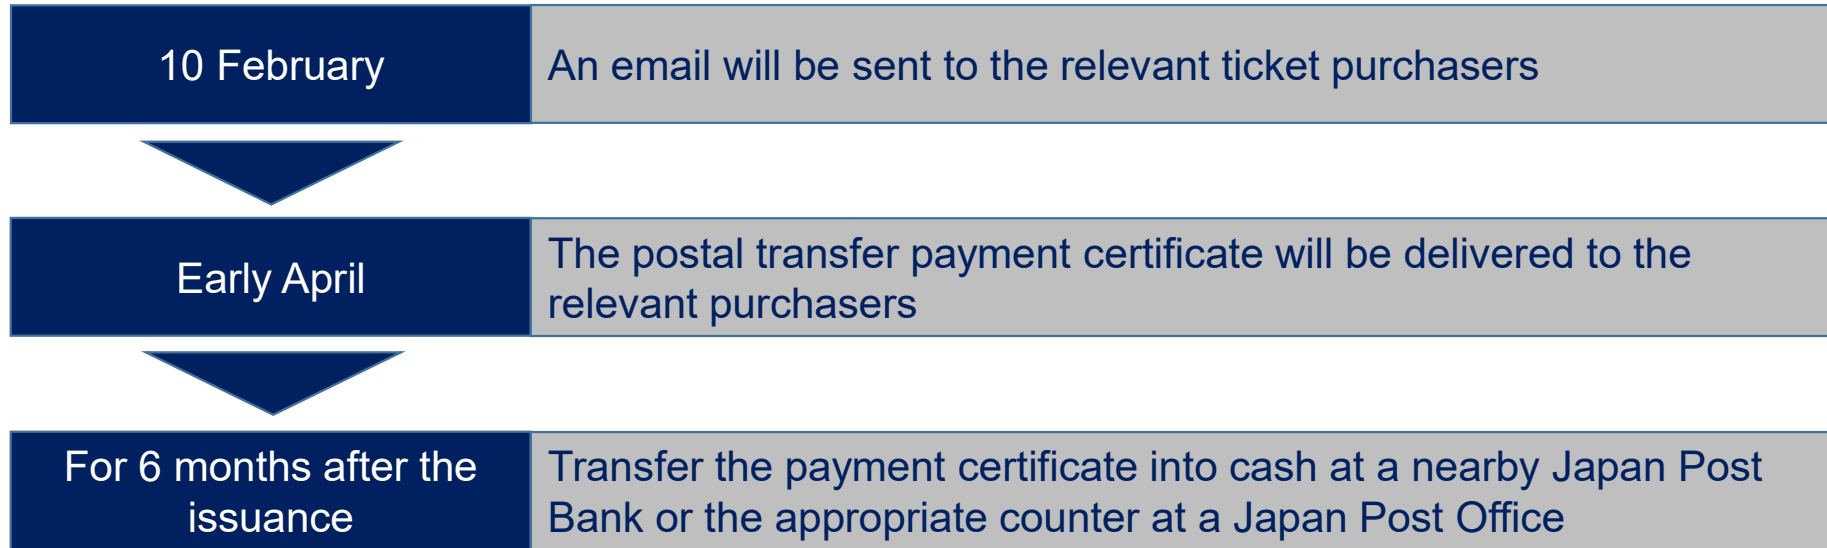 10 February
An email will be sent to the relevant ticket purchasers
Early April
The postal transfer payment certificate will be delivered to the
relevant purchasers
For 6 months after the
issuance
Transfer the payment certificate into cash at a nearby Japan Post
Bank or the appropriate counter at a Japan Post Office